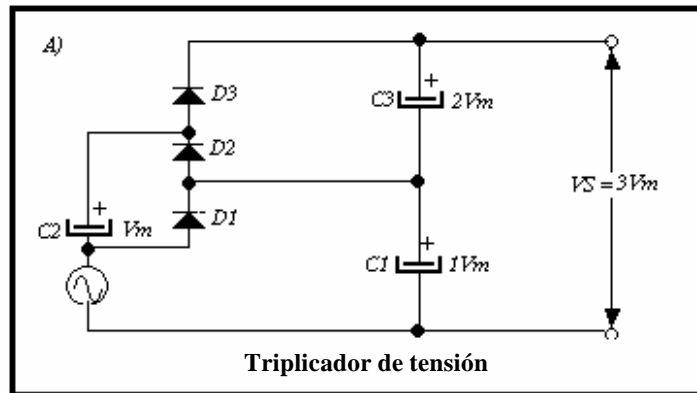 A)
D3
+
C3 2Vm
D2
VS = 3Vm
+
C2 Vm
D1
+
C1 1Vm
Triplicador de tensión